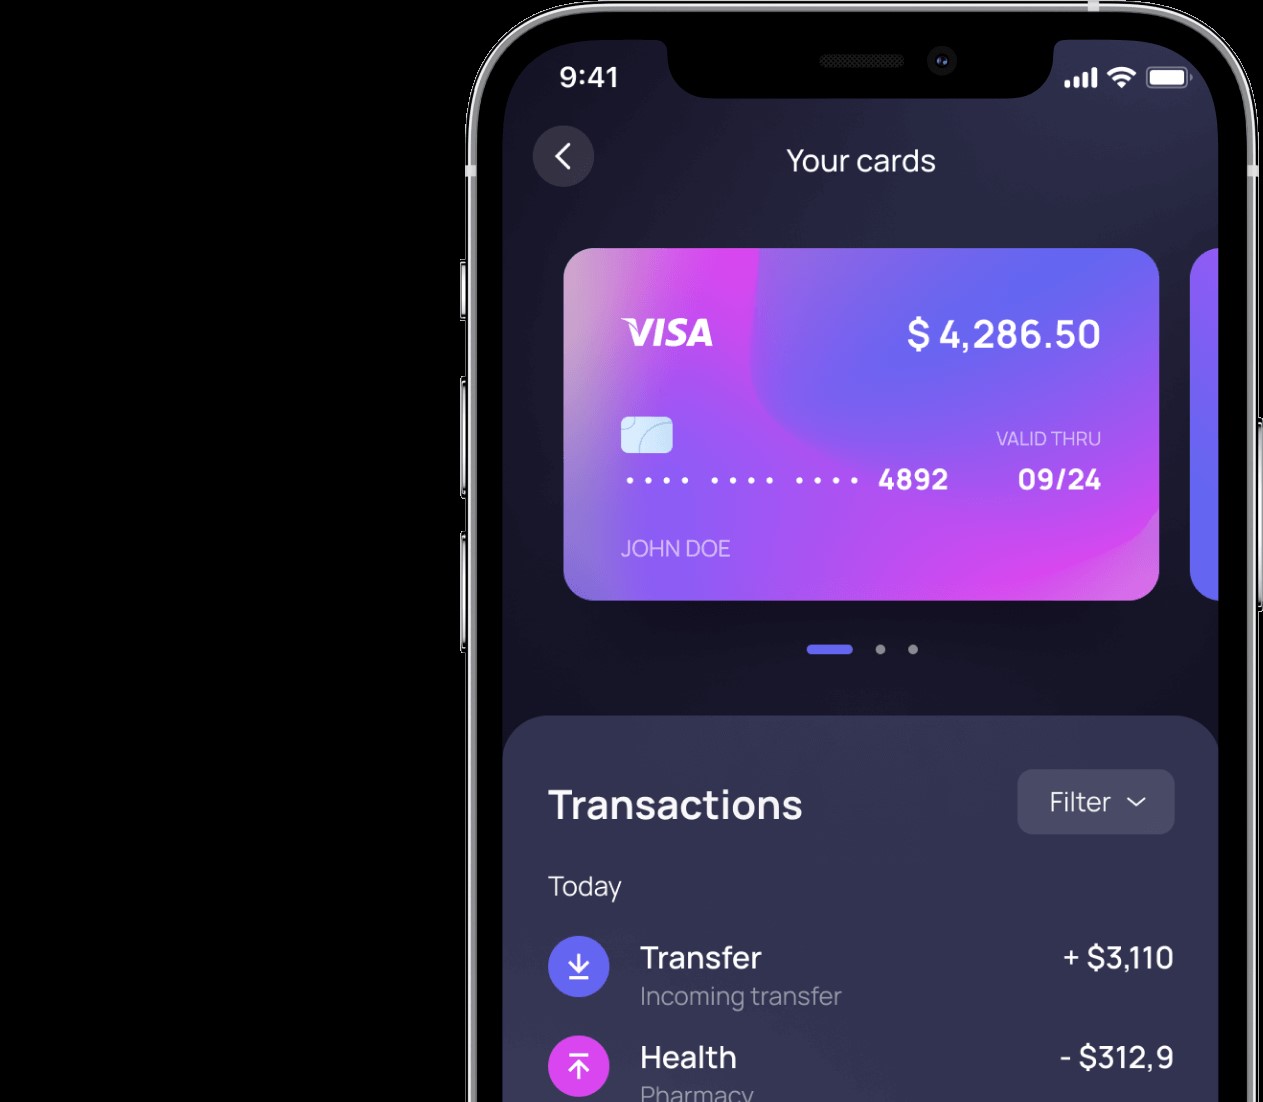 9:41
Your cards
VISA
$ 4,286.50
VALID THRU
•••• •••• •••• 4892
09/24
JOHN DOE
Transactions
Filter
Today
Transfer
+ $3,110
Incoming transfer
Health
- $312,9
Pharmacy